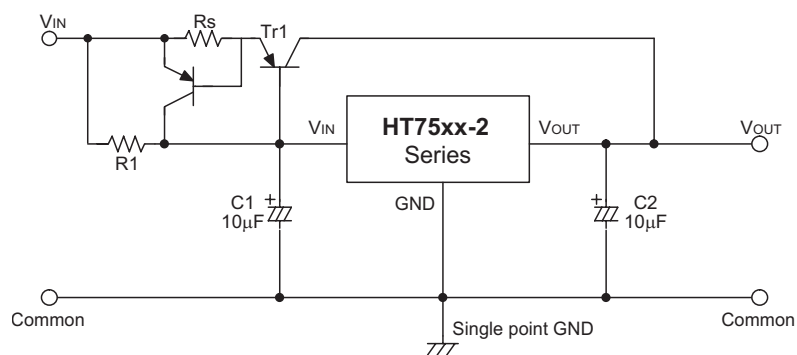 VIN
Rs
Tr1
R1
VIN
HT75xx-2
Series
VOUT
VOUT
GND
C1
10µF
C2
10µF
Common
Single point GND
Common